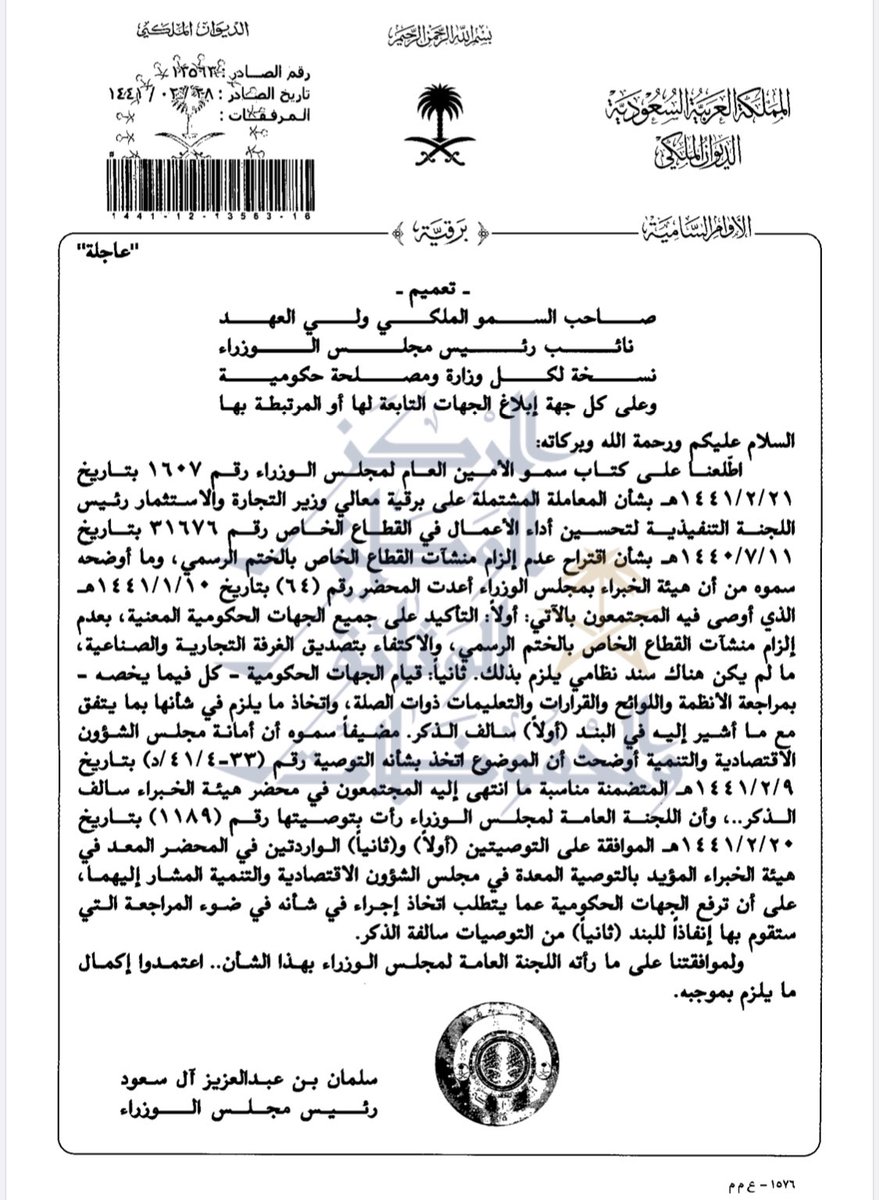 بسم الله الرحمن الرحيم
المملكة العربية السعودية
الديوان الملكي
الديوان الملكي
رقم الصادر : ١٣٥٦٣
تاريخ الصادر : ٢٨/٠٣/١٤٤١
المرفقات :
1441-12-13563-16
الأوامر السامية
﴿ برقية ﴾
"عاجلة"
ـ تعميم ـ
صاحب السمو الملكي ولي العهد
نائب رئيس مجلس الوزراء
نسخة لكل وزارة ومصلحة حكومية
وعلى كل جهة إبلاغ الجهات التابعة لها أو المرتبطة بها
السلام عليكم ورحمة الله وبركاته:
اطّلعنا على كتاب سمو الأمين العام لمجلس الوزراء رقم ١٦٠٧ بتاريخ
١٤٤١/٢/٢١هـ بشأن المعاملة المشتملة على برقية معالي وزير التجارة والاستثمار رئيس
اللجنة التنفيذية لتحسين أداء الأعمال في القطاع الخاص رقم ٣١٦٧٦ بتاريخ
١٤٤٠/٧/١١هـ بشأن اقتراح عدم إلزام منشآت القطاع الخاص بالختم الرسمي، وما أوضحه
سموه من أن هيئة الخبراء بمجلس الوزراء أعدت المحضر رقم (٦٤) بتاريخ ١٤٤١/١/١٠هـ
الذي أوصى فيه المجتمعون بالآتي: أولاً: التأكيد على جميع الجهات الحكومية المعنية، بعدم
إلزام منشآت القطاع الخاص بالختم الرسمي، والاكتفاء بتصديق الغرفة التجارية والصناعية،
ما لم يكن هناك سند نظامي يلزم بذلك. ثانياً: قيام الجهات الحكومية - كل فيما يخصه -
بمراجعة الأنظمة واللوائح والقرارات والتعليمات ذوات الصلة، واتخاذ ما يلزم في شأنها بما يتفق
مع ما أشير إليه في البند (أولاً) سالف الذكر. مضيفاً سموه أن أمانة مجلس الشؤون
الاقتصادية والتنمية أوضحت أن الموضوع اتخذ بشأنه التوصية رقم (٣٣-٤١/٤/د) بتاريخ
١٤٤١/٢/٩هـ المتضمنة مناسبة ما انتهى إليه المجتمعون في محضر هيئة الخبراء سالف
الذكر..، وأن اللجنة العامة لمجلس الوزراء رأت بتوصيتها رقم (١١٨٩) بتاريخ
١٤٤١/٢/٢٠هـ الموافقة على التوصيتين (أولاً) و(ثانياً) الواردتين في المحضر المعد في
هيئة الخبراء المؤيد بالتوصية المعدة في مجلس الشؤون الاقتصادية والتنمية المشار إليهما،
على أن ترفع الجهات الحكومية عما يتطلب اتخاذ إجراء في شأنه في ضوء المراجعة التي
ستقوم بها إنفاذاً للبند (ثانياً) من التوصيات سالفة الذكر.
ولموافقتنا على ما رأته اللجنة العامة لمجلس الوزراء بهذا الشأن.. اعتمدوا إكمال
ما يلزم بموجبه.
سلمان بن عبدالعزيز آل سعود
رئيس مجلس الوزراء
المركز
الوطني
للوثائق
والمحفوظات
١٥٧٦ - ع م م